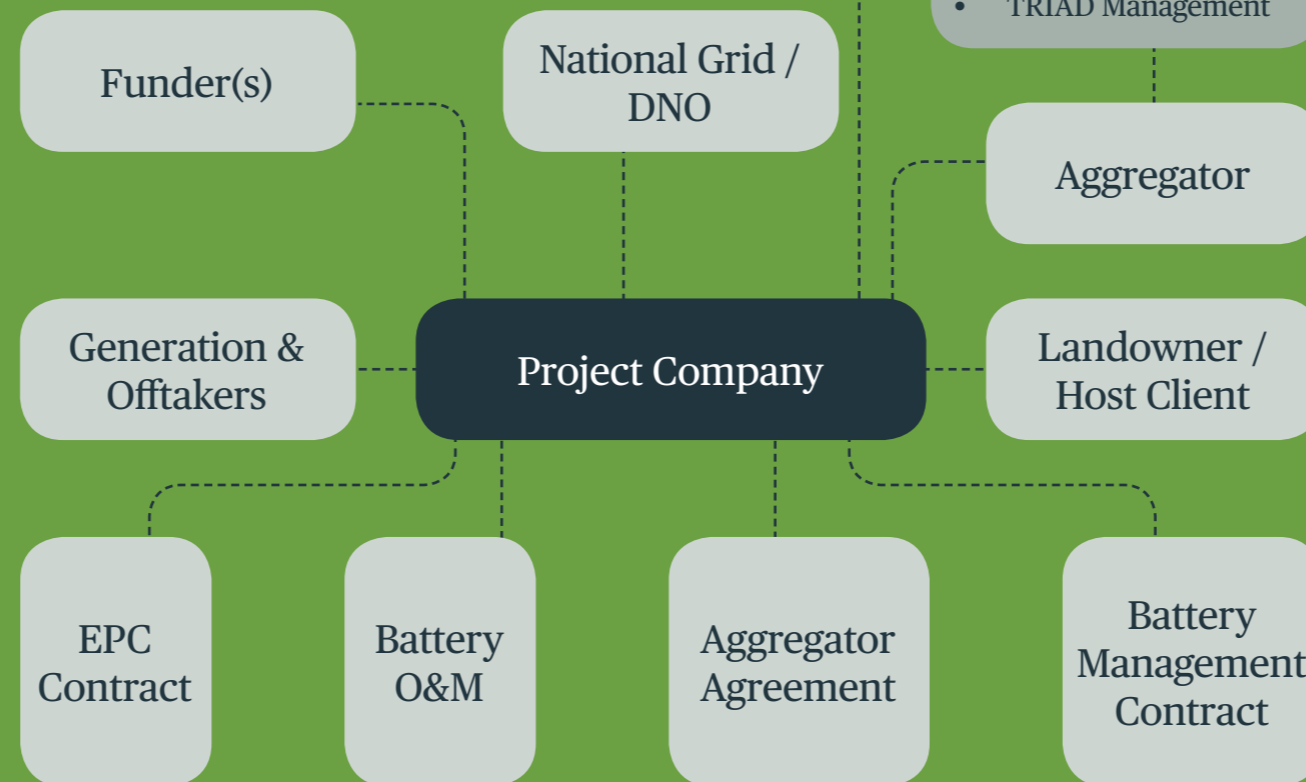 • TRIAD Management
Funder(s)
National Grid /
DNO
Aggregator
Generation &
Offtakers
Project Company
Landowner /
Host Client
EPC
Contract
Battery
O&M
Aggregator
Agreement
Battery
Management
Contract